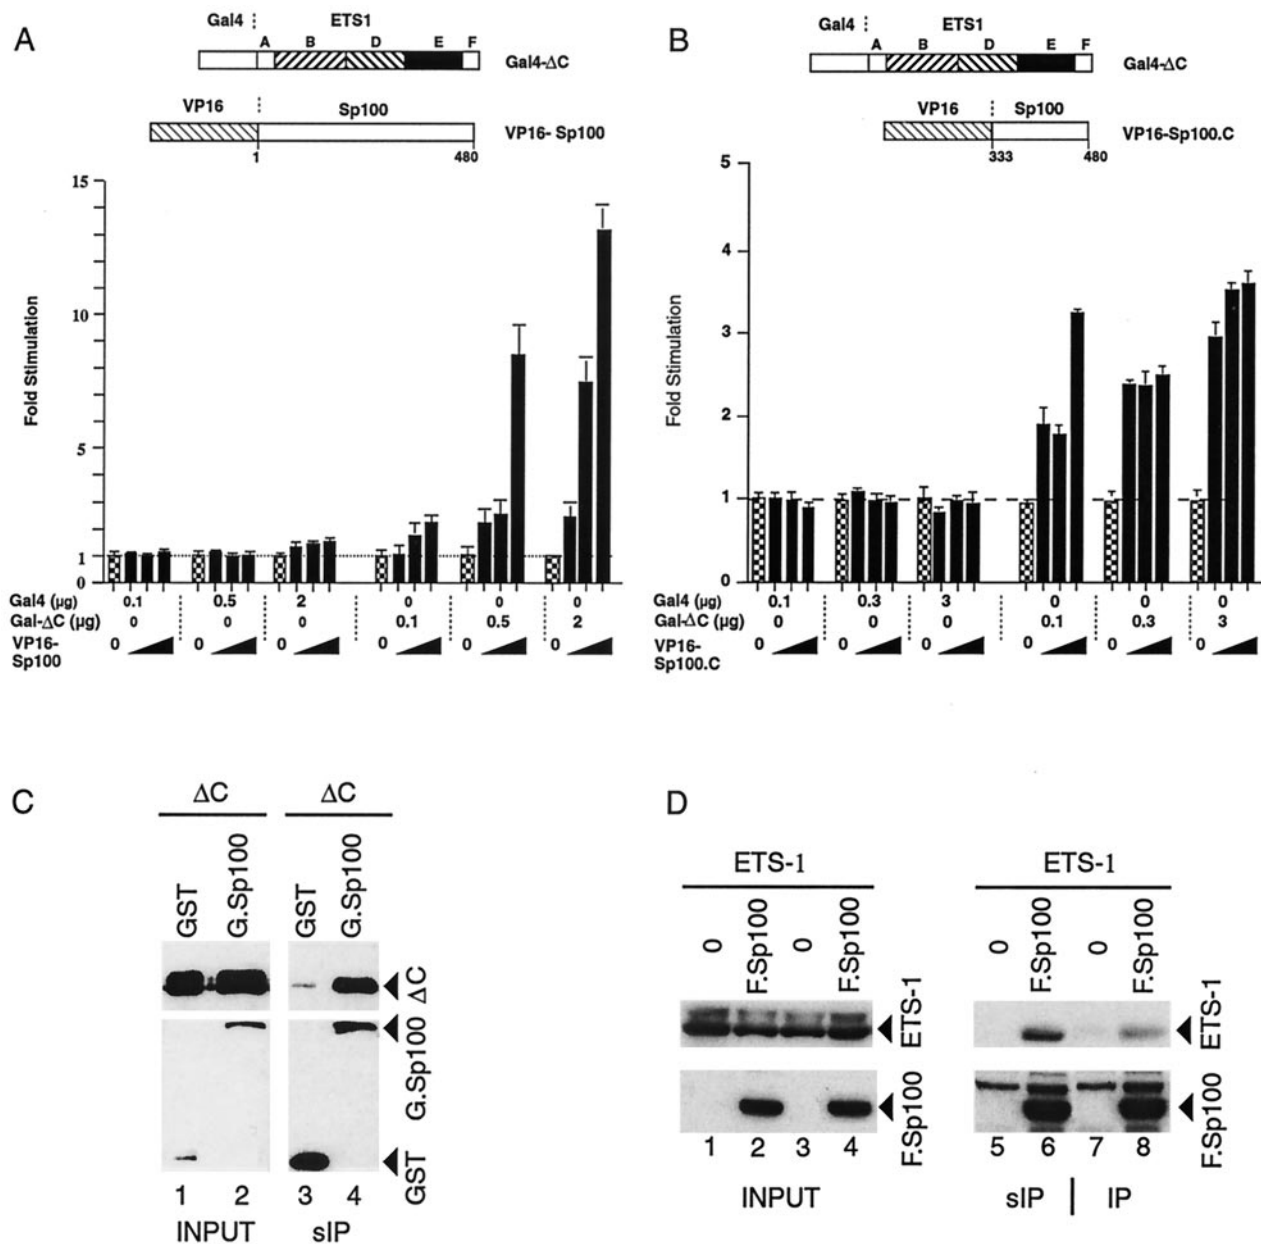 A
Gal4 ETS1
A B D E F
Gal4-ΔC
VP16 Sp100
VP16- Sp100
1 480
15
10
5
1
0
Fold Stimulation
Gal4 (µg) 0.1 0.5 2 0 0 0
Gal-ΔC (µg) 0 0 0 0.1 0.5 2
VP16-Sp100 0 0 0 0 0 0
B
Gal4 ETS1
A B D E F
Gal4-ΔC
VP16 Sp100
VP16-Sp100.C
333 480
5
4
3
2
1
0
Fold Stimulation
Gal4 (µg) 0.1 0.3 3 0 0 0
Gal-ΔC (µg) 0 0 0 0.1 0.3 3
VP16-Sp100.C 0 0 0 0 0 0
C
ΔC ΔC
GST G.Sp100 GST G.Sp100
ΔC
G.Sp100
GST
1 2 3 4
INPUT sIP
D
ETS-1 ETS-1
0 F.Sp100 0 F.Sp100 0 F.Sp100 0 F.Sp100
ETS-1 ETS-1
F.Sp100 F.Sp100
1 2 3 4 5 6 7 8
INPUT sIP | IP